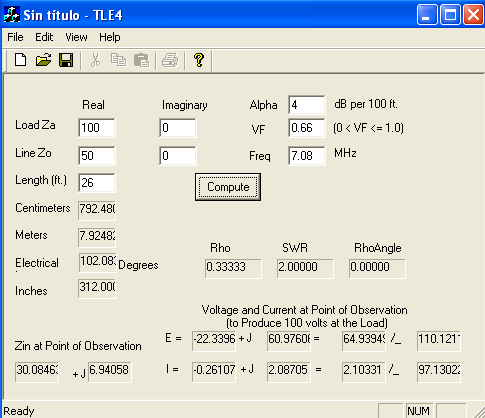 Sin título - TLE4
File Edit View Help
Real Imaginary Alpha 4 dB per 100 ft.
Load Za 100 0 VF 0.66 (0 < VF <= 1.0)
Line Zo 50 0 Freq 7.08 MHz
Length (ft.) 26 Compute
Centimeters 792.480
Meters 7.92482
Electrical 102.083 Degrees
Inches 312.000
Rho SWR RhoAngle
0.33333 2.00000 0.00000
Voltage and Current at Point of Observation
(to Produce 100 volts at the Load)
E = -22.3396 + J 60.97606 = 64.93949 /_ 110.121
Zin at Point of Observation
30.08463 + J 6.94058
I = -0.26107 + J 2.08705 = 2.10331 /_ 97.13022
Ready NUM